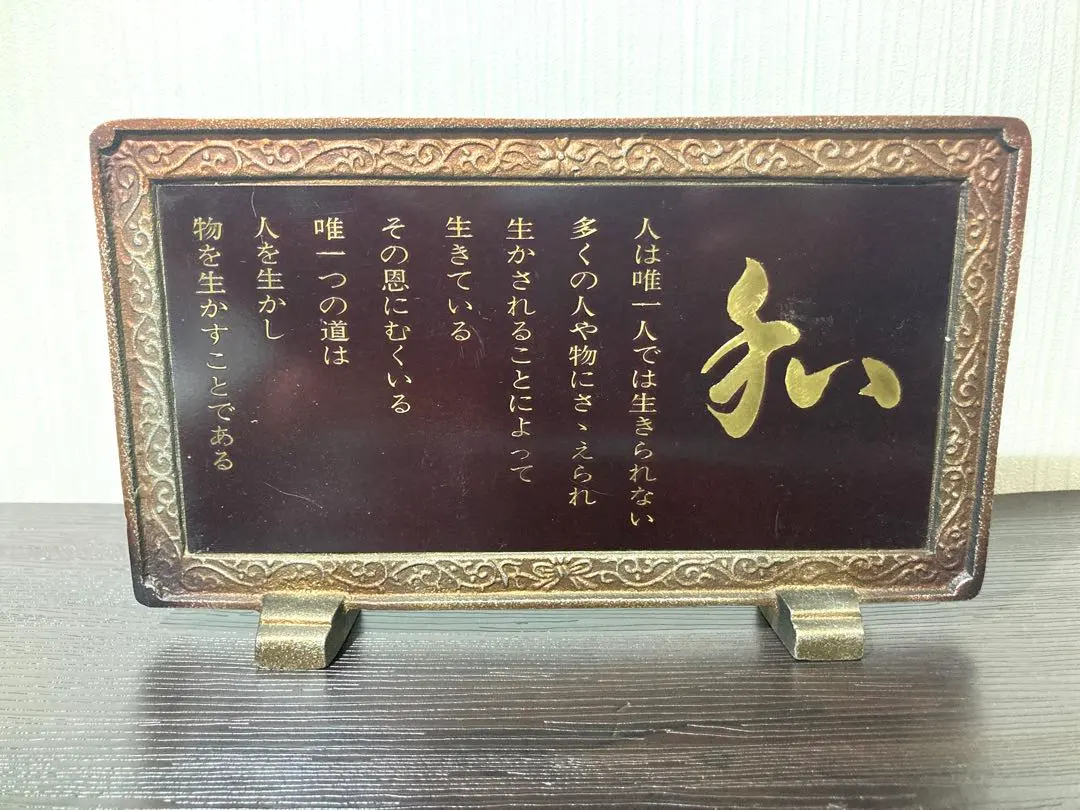 和
人は唯一人では生きられない
多くの人や物にさゝえられ
生かされることによって
生きている
その恩にむくいる
唯一つの道は
人を生かし
物を生かすことである